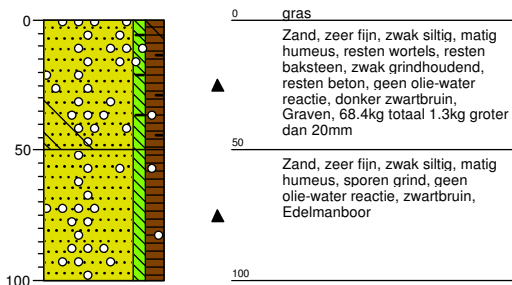 0
50
100
0
gras
Zand, zeer fijn, zwak siltig, matig
humeus, resten wortels, resten
baksteen, zwak grindhoudend,
resten beton, geen olie-water
reactie, donker zwartbruin,
Graven, 68.4kg totaal 1.3kg groter
dan 20mm
50
Zand, zeer fijn, zwak siltig, matig
humeus, sporen grind, geen
olie-water reactie, zwartbruin,
Edelmanboor
100